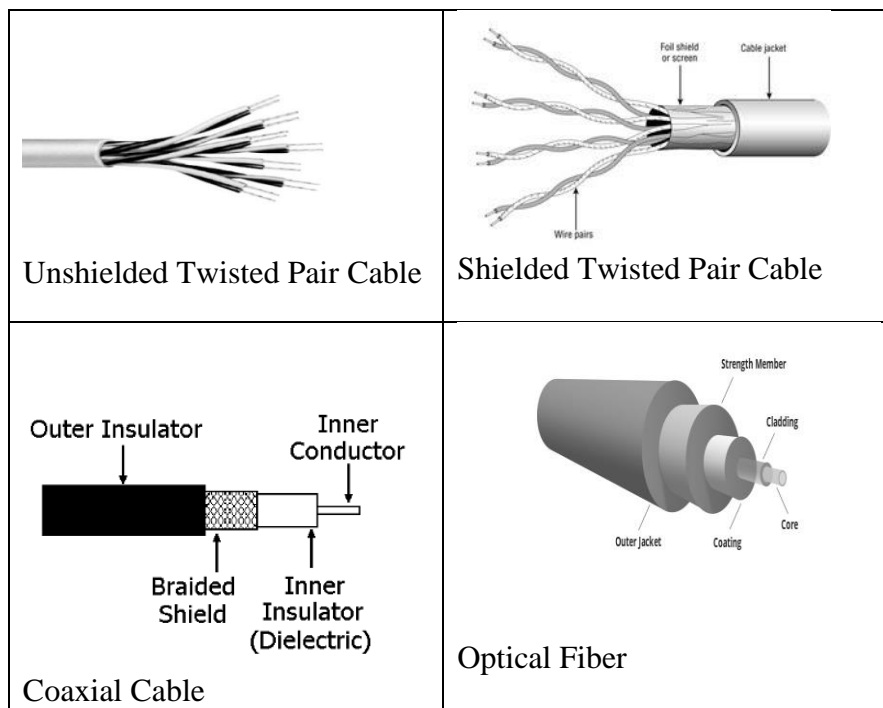 Unshielded Twisted Pair Cable
Foil shield
or screen
Cable jacket
Wire pairs
Shielded Twisted Pair Cable
Outer Insulator
Inner
Conductor
Braided
Shield
Inner
Insulator
(Dielectric)
Coaxial Cable
Strength Member
Cladding
Core
Coating
Outer Jacket
Optical Fiber